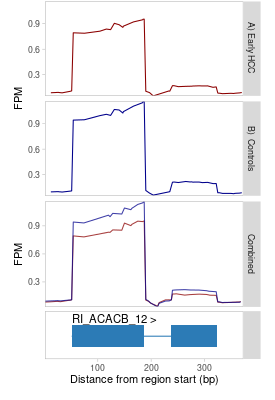 A) Early HCC
0.9
0.6
0.3
FPM
B) Controls
0.9
0.6
0.3
Combined
0.9
0.6
0.3
FPM
RI_ACACB_12 >
100
200
300
Distance from region start (bp)